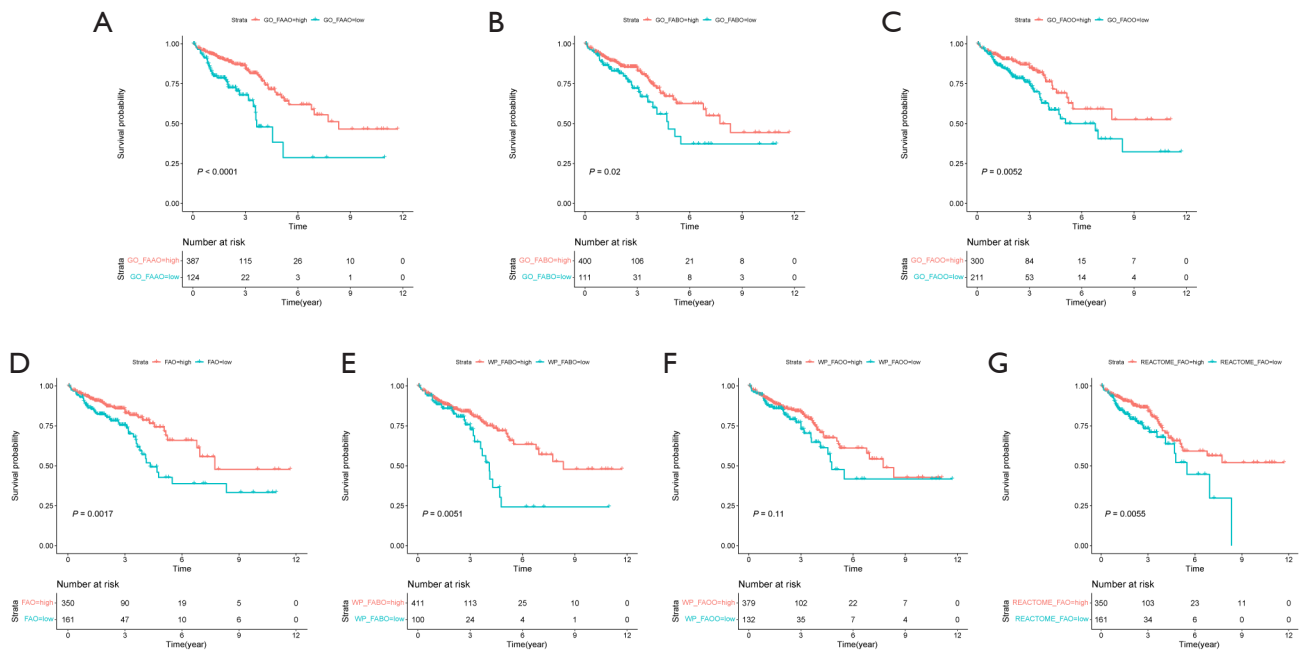 A
Strata GO_FAAO=high GO_FAAO=low
Survival probability
1.00
0.75
0.50
0.25
0.00
P < 0.0001
0 3 6 9 12
Time
Number at risk
Strata
GO_FAAO=high 387 115 26 10 0
GO_FAAO=low 124 22 3 1 0
0 3 6 9 12
Time(year)
B
Strata GO_FABO=high GO_FABO=low
Survival probability
1.00
0.75
0.50
0.25
0.00
P = 0.02
0 3 6 9 12
Time
Number at risk
Strata
GO_FABO=high 400 106 21 8 0
GO_FABO=low 111 31 8 3 0
0 3 6 9 12
Time(year)
C
Strata GO_FAOO=high GO_FAOO=low
Survival probability
1.00
0.75
0.50
0.25
0.00
P = 0.0052
0 3 6 9 12
Time
Number at risk
Strata
GO_FAOO=high 300 84 15 7 0
GO_FAOO=low 211 53 14 4 0
0 3 6 9 12
Time(year)
D
Strata FAO=high FAO=low
Survival probability
1.00
0.75
0.50
0.25
0.00
P = 0.0017
0 3 6 9 12
Time
Number at risk
Strata
FAO=high 350 90 19 5 0
FAO=low 161 47 10 6 0
0 3 6 9 12
Time(year)
E
Strata WP_FABO=high WP_FABO=low
Survival probability
1.00
0.75
0.50
0.25
0.00
P = 0.0051
0 3 6 9 12
Time
Number at risk
Strata
WP_FABO=high 411 113 25 10 0
WP_FABO=low 100 24 4 1 0
0 3 6 9 12
Time(year)
F
Strata WP_FAOO=high WP_FAOO=low
Survival probability
1.00
0.75
0.50
0.25
0.00
P = 0.11
0 3 6 9 12
Time
Number at risk
Strata
WP_FAOO=high 379 102 22 7 0
WP_FAOO=low 132 35 7 4 0
0 3 6 9 12
Time(year)
G
Strata REACTOME_FAO=high REACTOME_FAO=low
Survival probability
1.00
0.75
0.50
0.25
0.00
P = 0.0055
0 3 6 9 12
Time
Number at risk
Strata
REACTOME_FAO=high 350 103 23 11 0
REACTOME_FAO=low 161 34 6 0 0
0 3 6 9 12
Time(year)